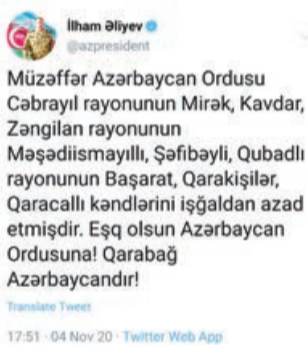 İlham Əliyev
@azpresident
Müzəffər Azərbaycan Ordusu
Cəbrayıl rayonunun Mirək, Kavdar,
Zəngilan rayonunun
Məşədiismayıllı, Şəfibəyli, Qubadlı
rayonunun Başarat, Qarakişilər,
Qaracallı kəndlərini işğaldan azad
etmişdir. Eşq olsun Azərbaycan
Ordusuna! Qarabağ
Azərbaycandır!
Translate Tweet
17:51 · 04 Nov 20 · Twitter Web App